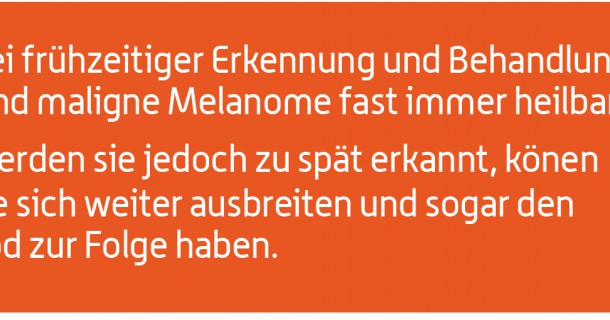 ei frühzeitiger Erkennung und Behandlun
nd maligne Melanome fast immer heilba
erden sie jedoch zu spät erkannt, könen
e sich weiter ausbreiten und sogar den
od zur Folge haben.